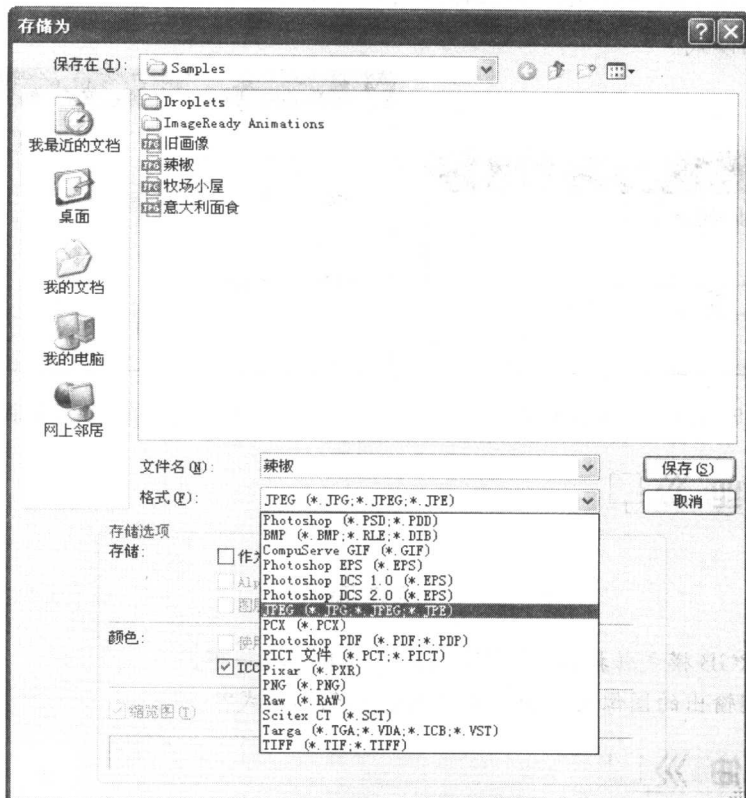 存储为
保存在(I):
Samples
Droplets
ImageReady Animations
旧画像
辣椒
牧场小屋
意大利面食
我最近的文档
桌面
我的文档
我的电脑
网上邻居
文件名(N):
辣椒
保存(S)
格式(F):
JPEG (*.JPG;*.JPEG;*.JPE)
取消
Photoshop (*.PSD;*.PDD)
BMP (*.BMP;*.RLE;*.DIB)
CompuServe GIF (*.GIF)
Photoshop EPS (*.EPS)
Photoshop DCS 1.0 (*.EPS)
Photoshop DCS 2.0 (*.EPS)
JPEG (*.JPG;*.JPEG;*.JPE)
PCX (*.PCX)
Photoshop PDF (*.PDF;*.PDP)
PICT 文件 (*.PCT;*.PICT)
Pixar (*.PXR)
PNG (*.PNG)
Raw (*.RAW)
Scitex CT (*.SCT)
Targa (*.TGA;*.VDA;*.ICB;*.VST)
TIFF (*.TIF;*.TIFF)
存储选项
存储:
作
Alp
图
颜色:
使
ICC
缩览图(T)